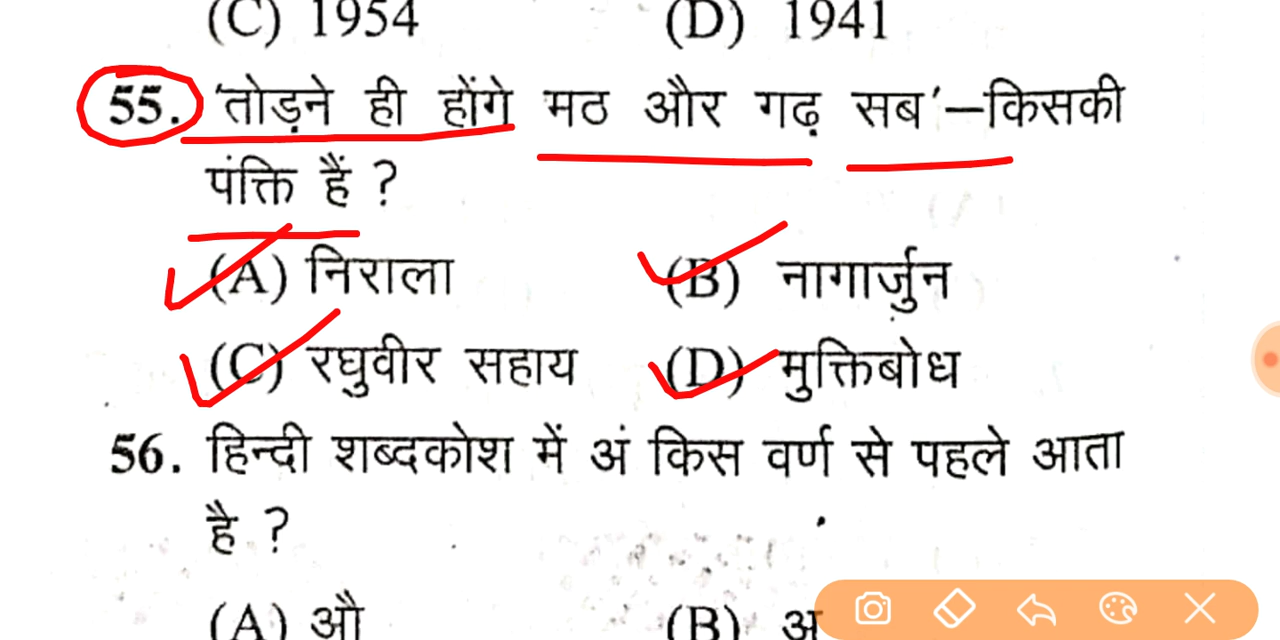 (C) 1954 (D) 1941
55. 'तोड़ने ही होंगे मठ और गढ़ सब'–किसकी
पंक्ति हैं ?
(A) निराला (B) नागार्जुन
(C) रघुवीर सहाय (D) मुक्तिबोध
56. हिन्दी शब्दकोश में अं किस वर्ण से पहले आता
है ?
(A) औ (B) अ